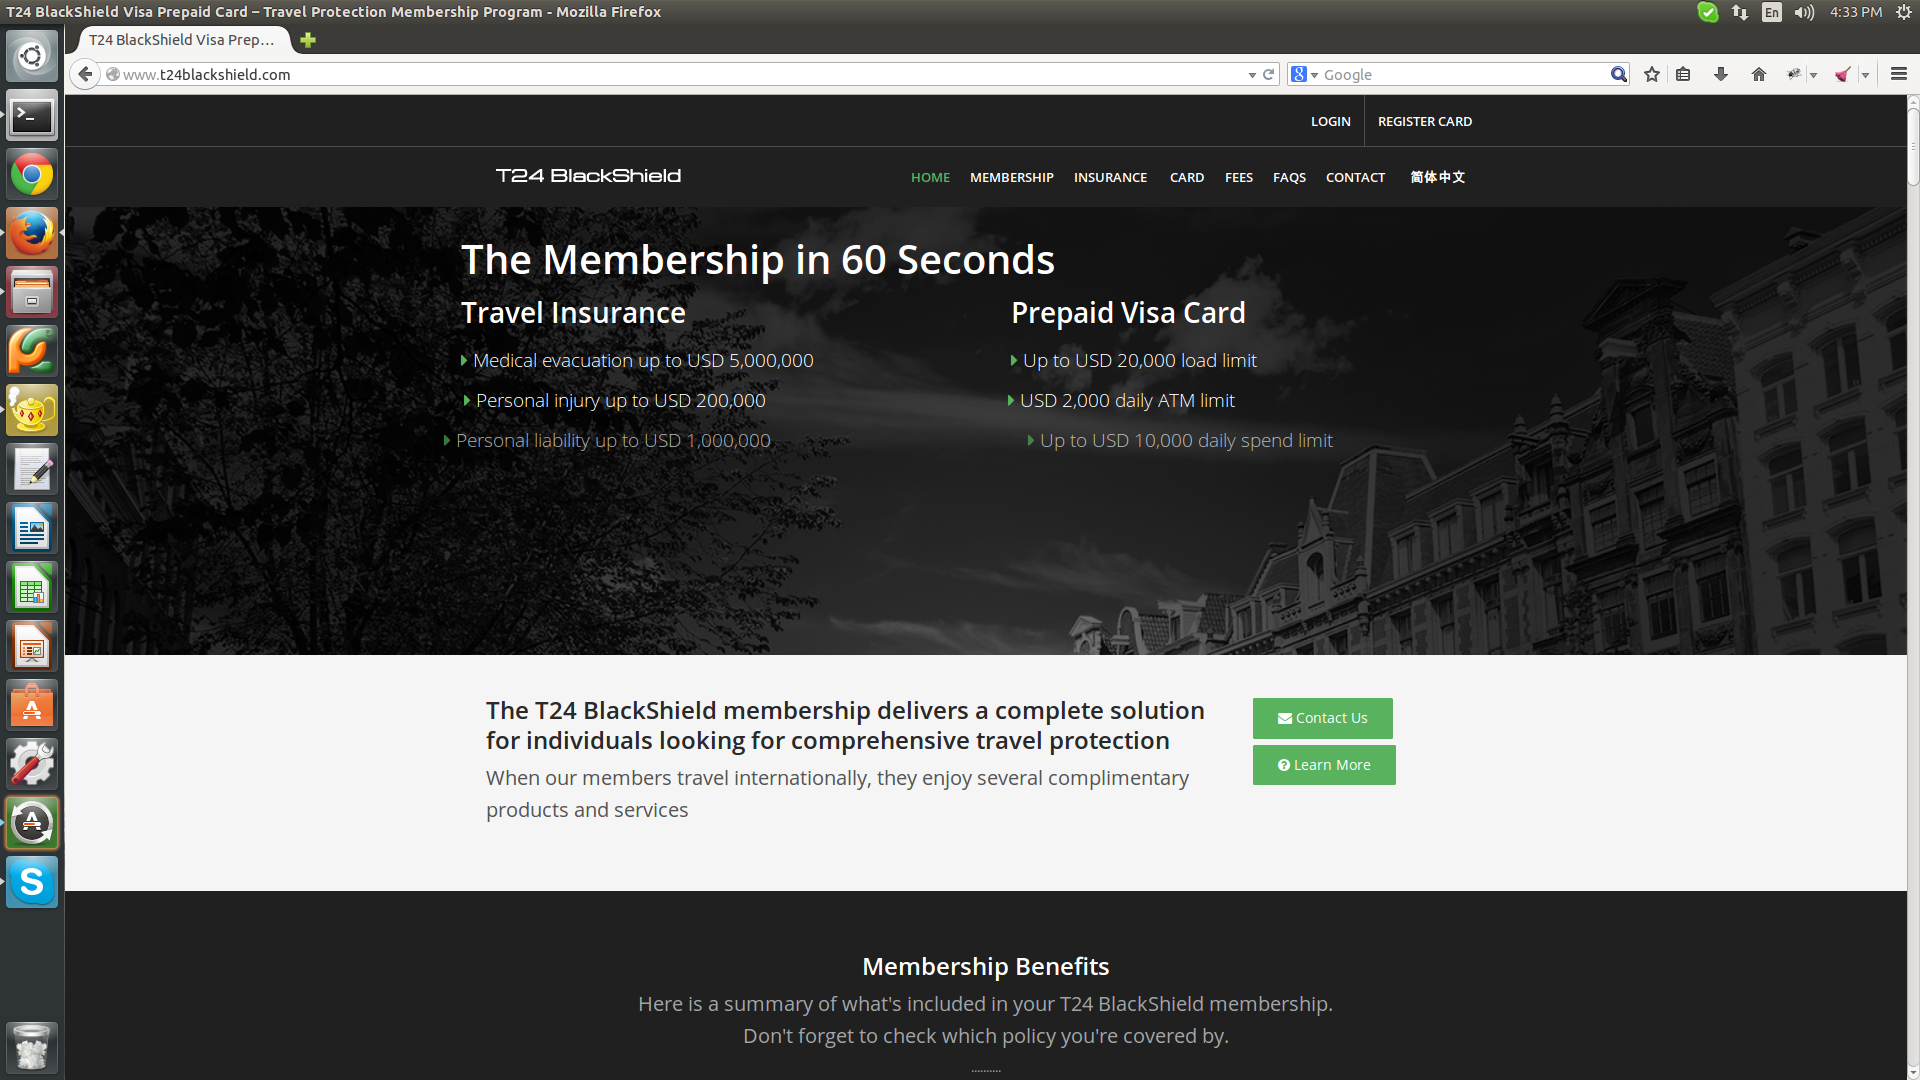 T24 BlackShield Visa Prepaid Card – Travel Protection Membership Program - Mozilla Firefox
En
4:33 PM
T24 BlackShield Visa Prep...
www.t24blackshield.com
Google
LOGIN
REGISTER CARD
T24 BlackShield
HOME MEMBERSHIP INSURANCE CARD FEES FAQS CONTACT 简体中文
The Membership in 60 Seconds
Travel Insurance
Medical evacuation up to USD 5,000,000
Personal injury up to USD 200,000
Personal liability up to USD 1,000,000
Prepaid Visa Card
Up to USD 20,000 load limit
USD 2,000 daily ATM limit
Up to USD 10,000 daily spend limit
The T24 BlackShield membership delivers a complete solution
for individuals looking for comprehensive travel protection
When our members travel internationally, they enjoy several complimentary
products and services
Contact Us
Learn More
Membership Benefits
Here is a summary of what's included in your T24 BlackShield membership.
Don't forget to check which policy you're covered by.
..........